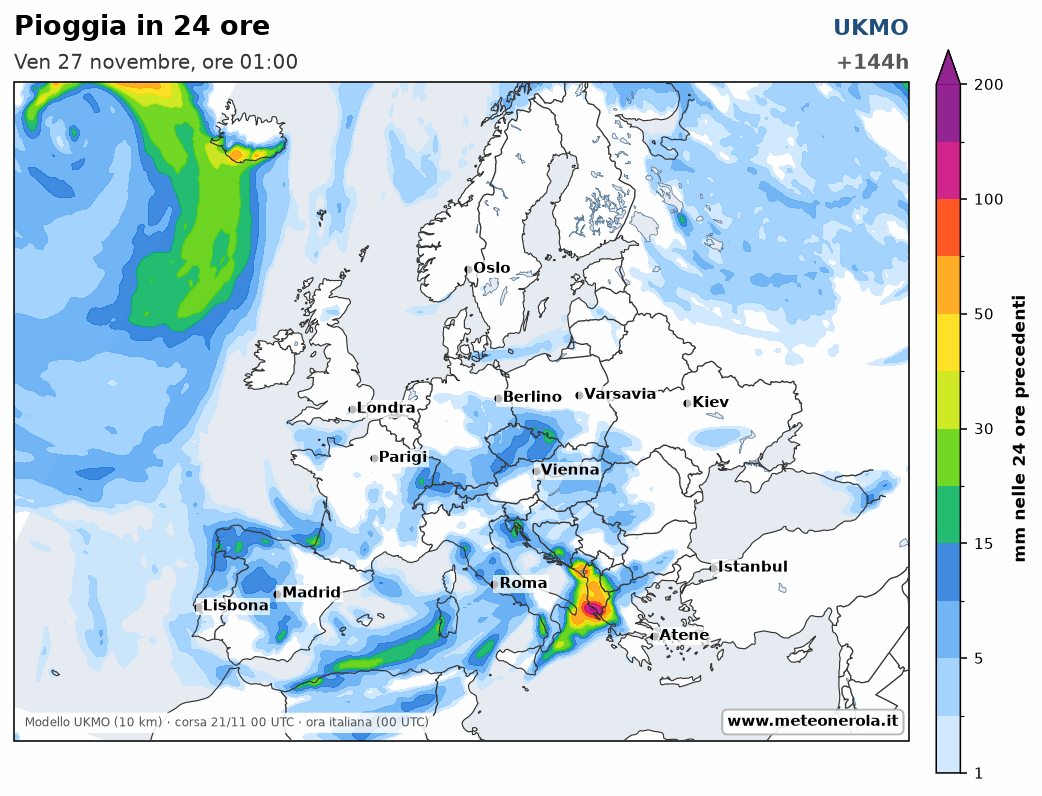 Pioggia in 24 ore
UKMO
Ven 27 novembre, ore 01:00
+144h
200
100
50
30
15
5
1
mm nelle 24 ore precedenti
Oslo
Londra
Berlino
Varsavia
Kiev
Parigi
Vienna
Istanbul
Roma
Madrid
Lisbona
Atene
Modello UKMO (10 km) · corsa 21/11 00 UTC · ora italiana (00 UTC)
www.meteonerola.it